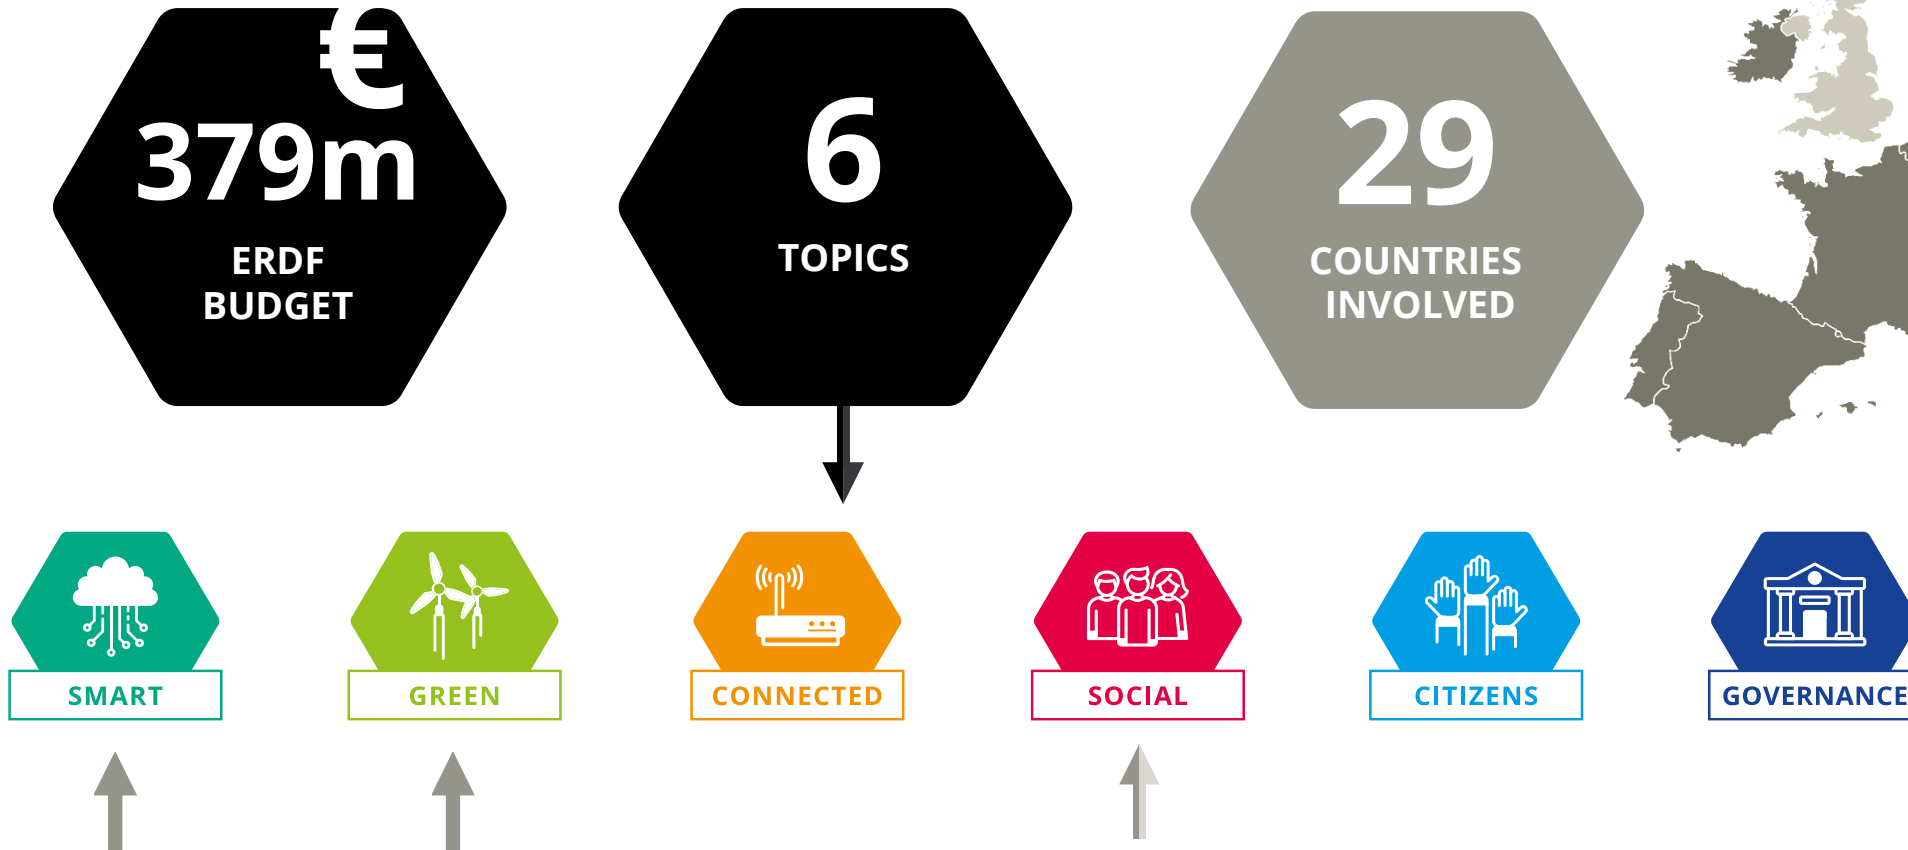 €
379m
ERDF
BUDGET
6
TOPICS
29
COUNTRIES
INVOLVED
SMART
GREEN
CONNECTED
SOCIAL
CITIZENS
GOVERNANCE